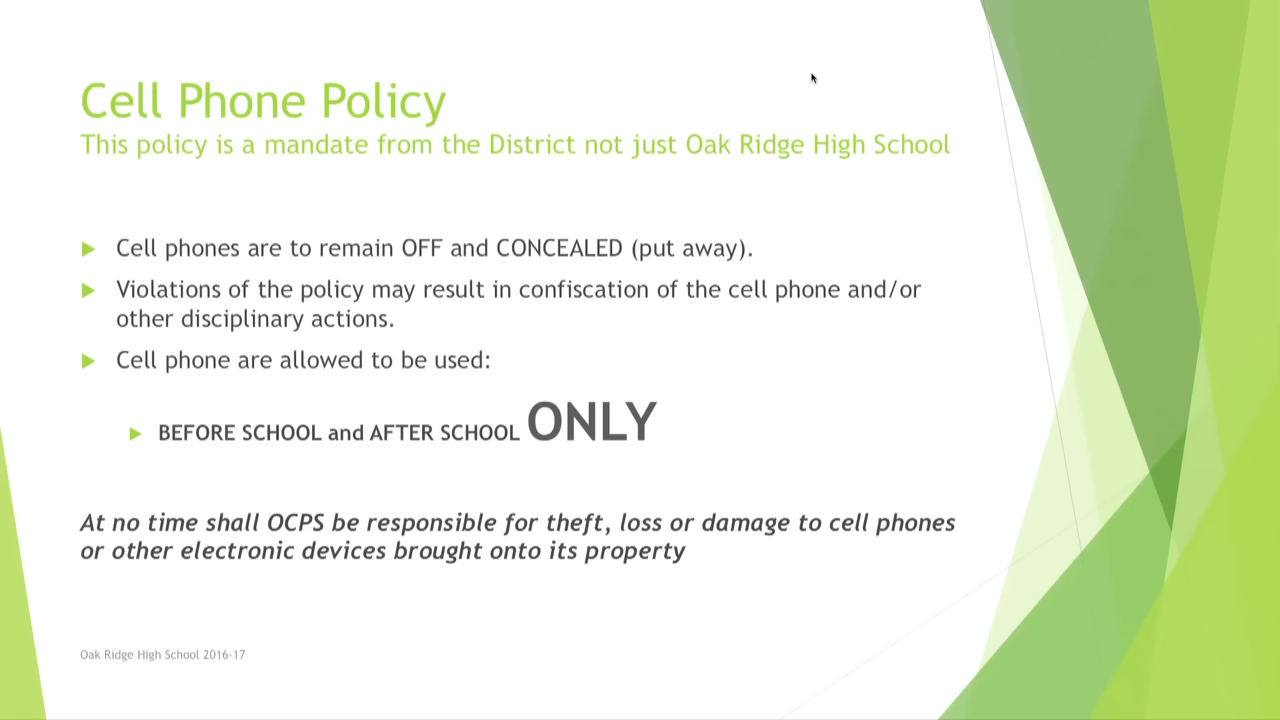 Cell Phone Policy
This policy is a mandate from the District not just Oak Ridge High School
Cell phones are to remain OFF and CONCEALED (put away).
Violations of the policy may result in confiscation of the cell phone and/or
other disciplinary actions.
Cell phone are allowed to be used:
BEFORE SCHOOL and AFTER SCHOOL ONLY
At no time shall OCPS be responsible for theft, loss or damage to cell phones
or other electronic devices brought onto its property
Oak Ridge High School 2016-17